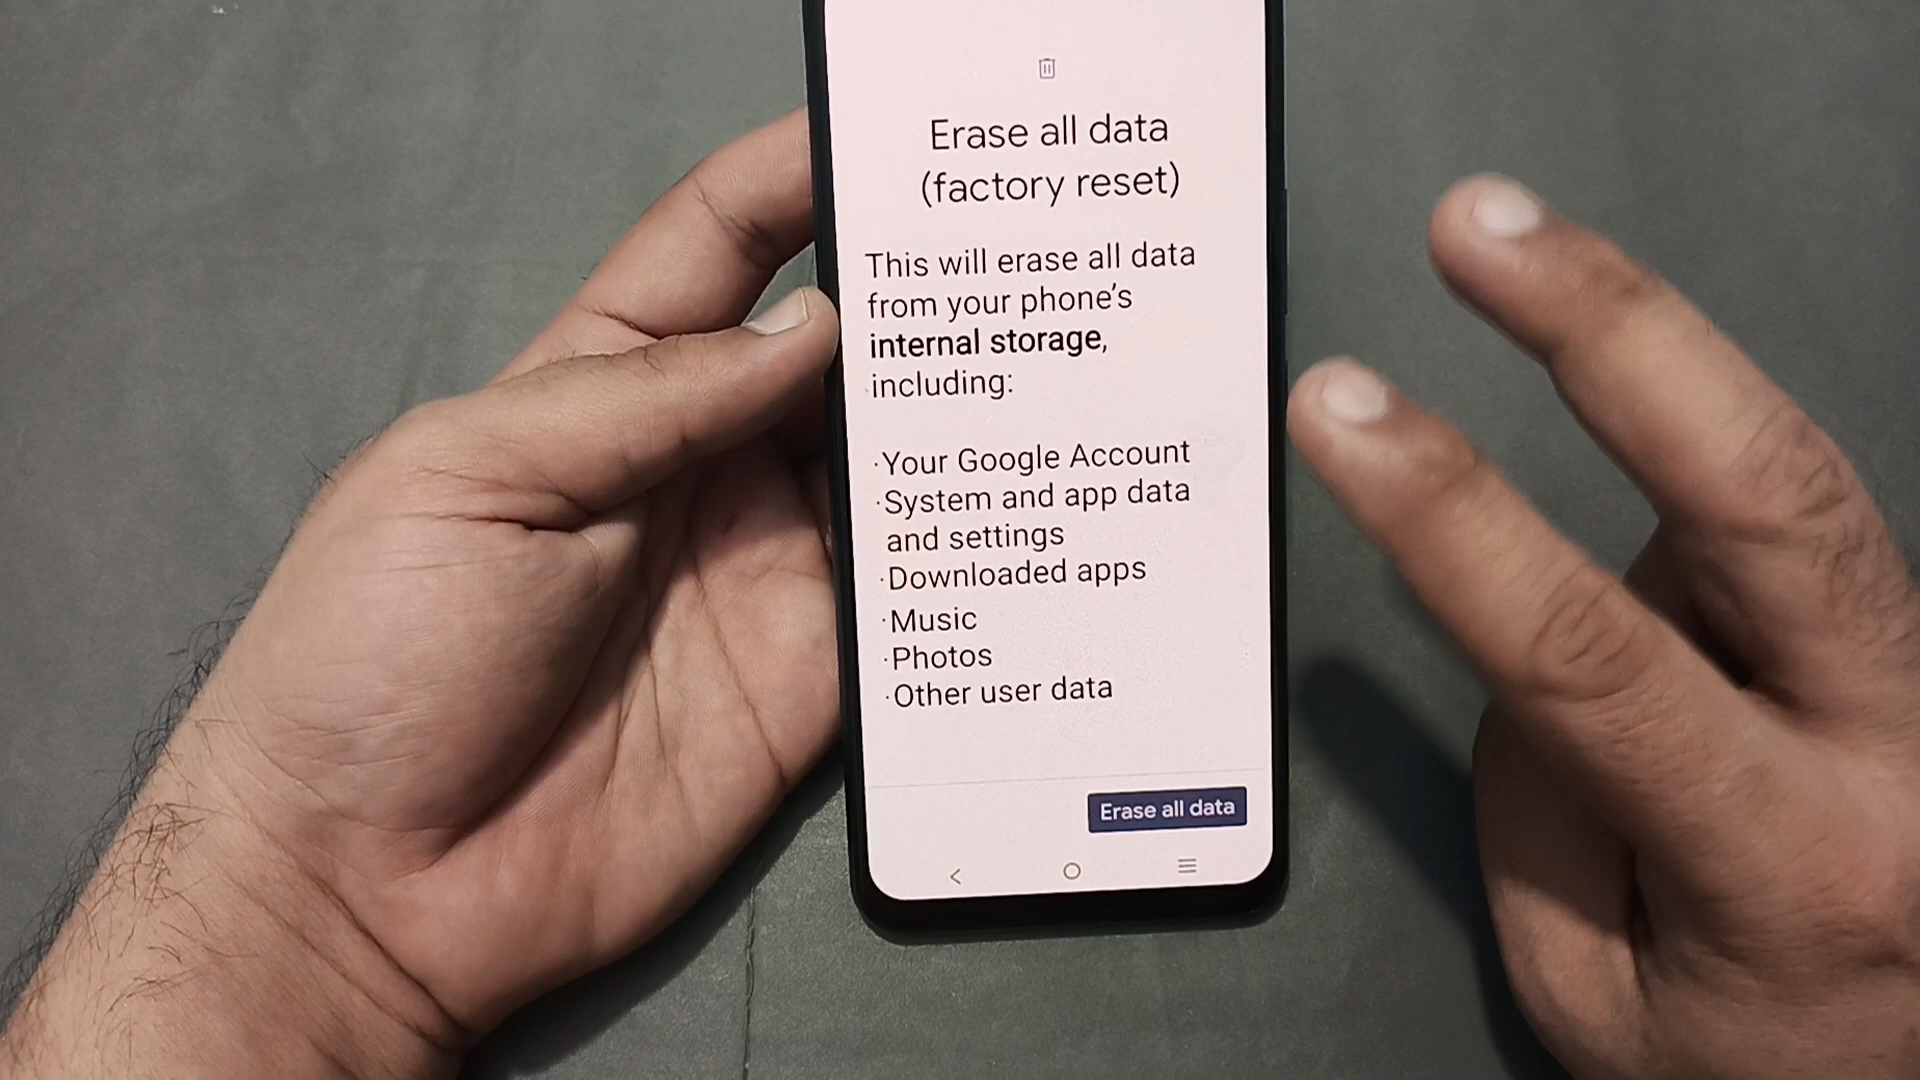 Erase all data
(factory reset)
This will erase all data
from your phone's
internal storage,
including:
·Your Google Account
·System and app data
and settings
·Downloaded apps
·Music
·Photos
·Other user data
Erase all data